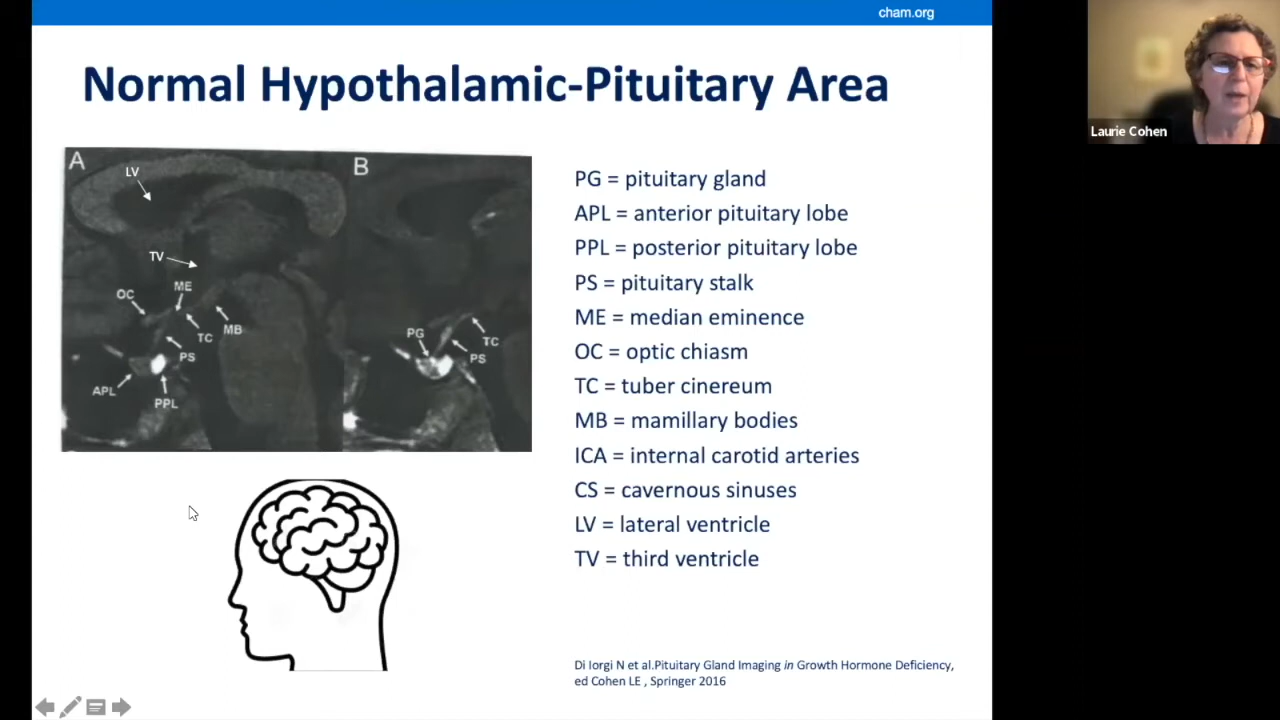 cham.org
Normal Hypothalamic-Pituitary Area
Laurie Cohen
A
B
LV
TV
ME
OC
TC
MB
PS
APL
PPL
PG
TC
PS
PG = pituitary gland
APL = anterior pituitary lobe
PPL = posterior pituitary lobe
PS = pituitary stalk
ME = median eminence
OC = optic chiasm
TC = tuber cinereum
MB = mamillary bodies
ICA = internal carotid arteries
CS = cavernous sinuses
LV = lateral ventricle
TV = third ventricle
Di Iorgi N et al.Pituitary Gland Imaging in Growth Hormone Deficiency,
ed Cohen LE , Springer 2016